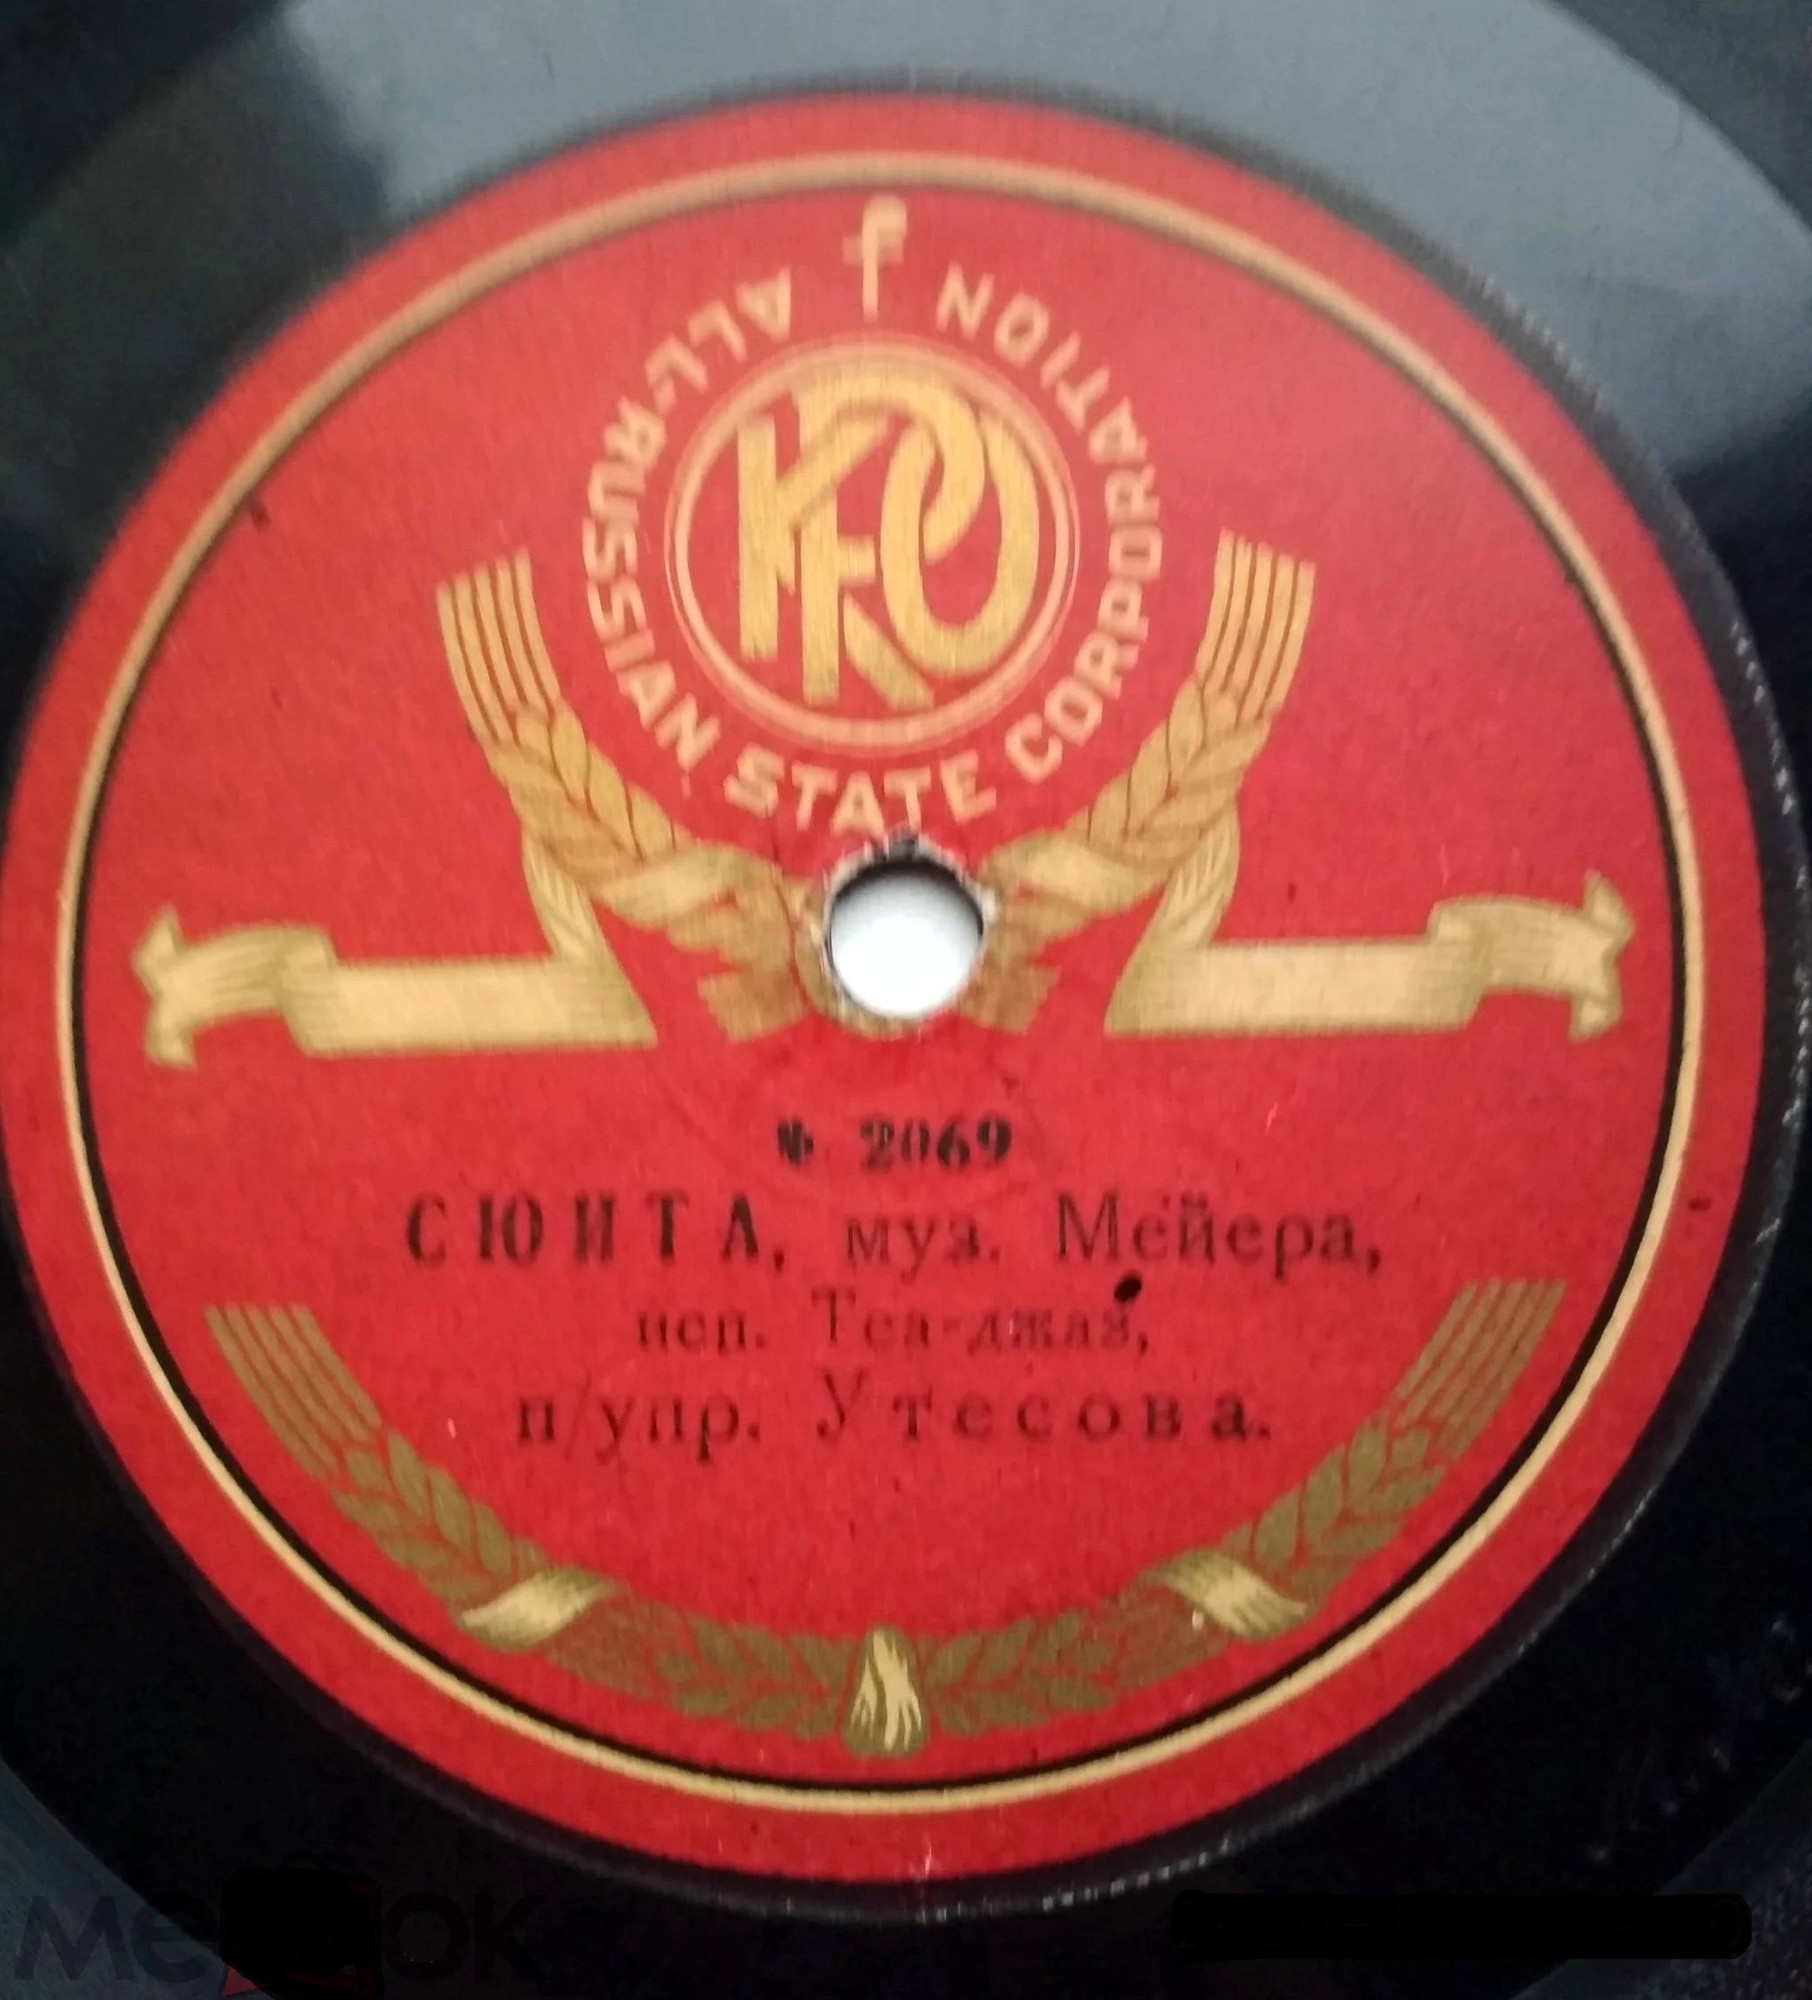 ALL-RUSSIAN STATE CORPORATION
№ 2069
СЮИТА, муз. Мейера,
исп. Теа-джаз,
п/упр. Утесова.